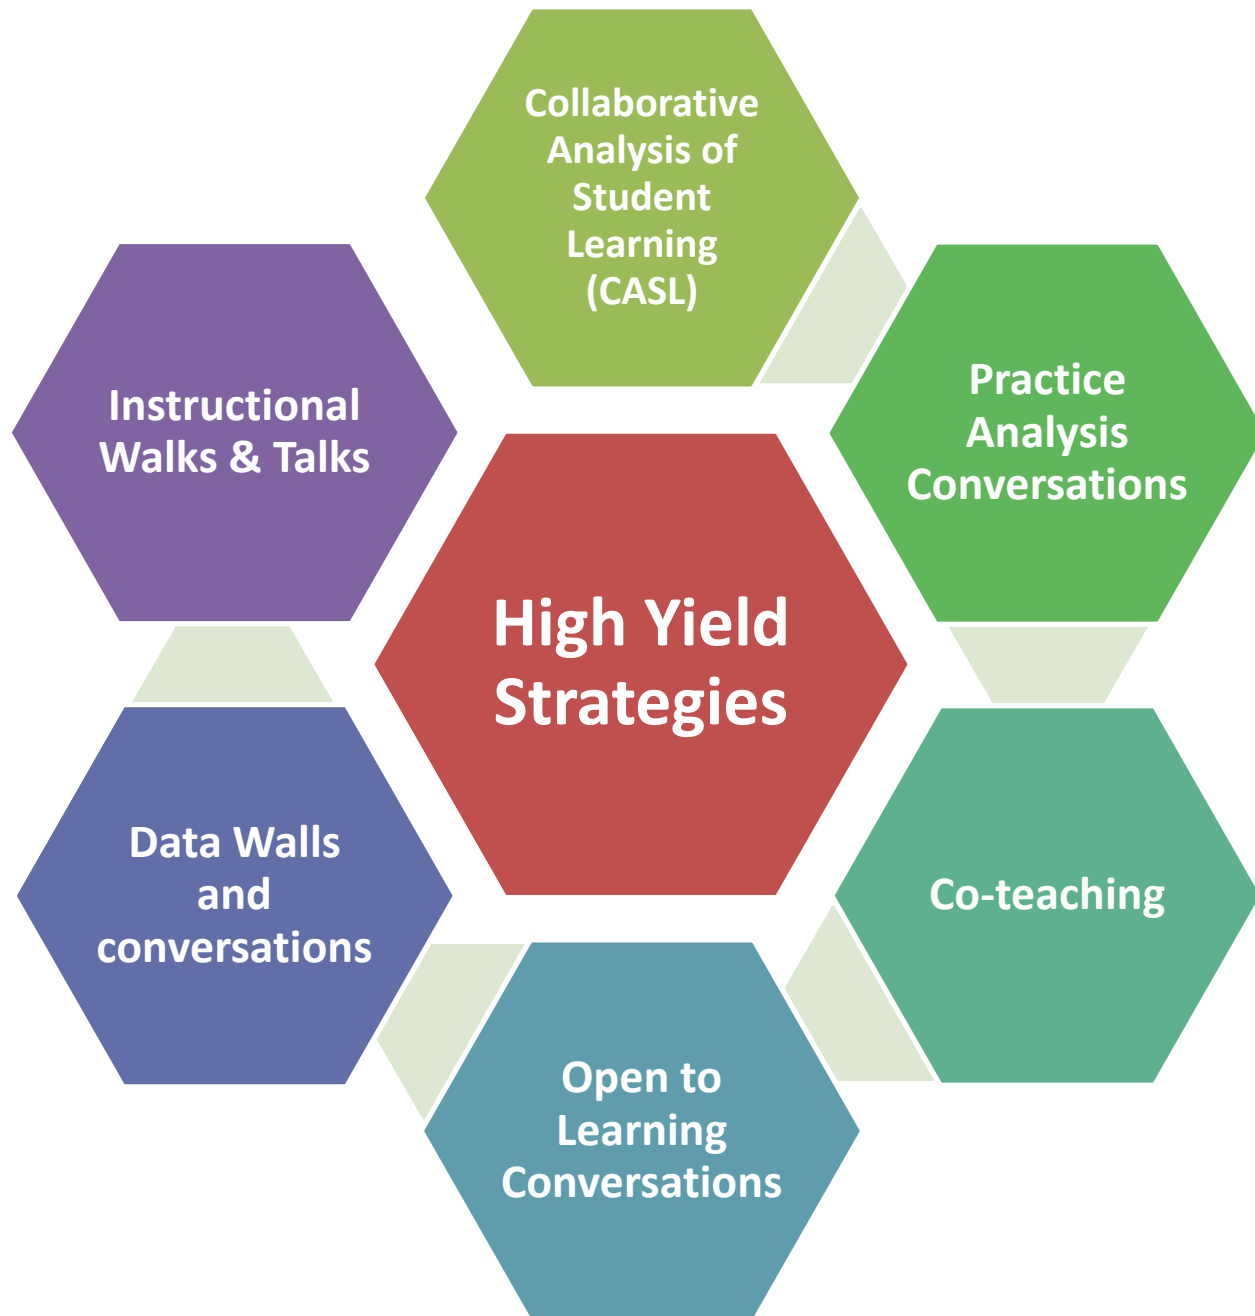 Collaborative
Analysis of
Student
Learning
(CASL)
Practice
Analysis
Conversations
Co-teaching
Open to
Learning
Conversations
Data Walls
and
conversations
Instructional
Walks & Talks
High Yield
Strategies